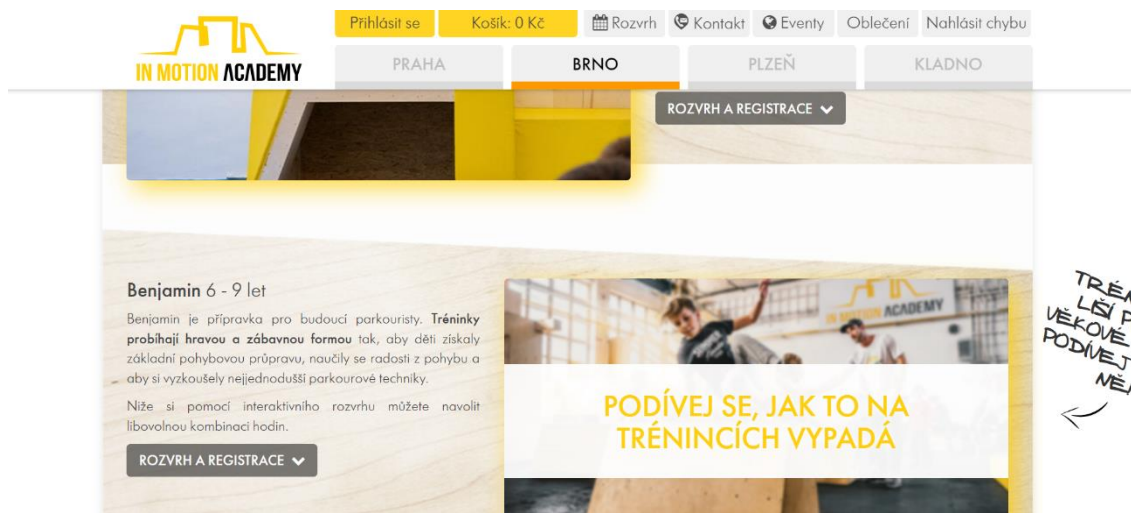 Přihlásit se
Košík: 0 Kč
Rozvrh
Kontakt
Eventy
Oblečení
Nahlásit chybu
IN MOTION ACADEMY
PRAHA
BRNO
PLZEŇ
KLADNO
ROZVRH A REGISTRACE
Benjamin 6 - 9 let
Benjamin je přípravka pro budoucí parkouristy. Tréninky
probíhají hravou a zábavnou formou tak, aby děti získaly
základní pohybovou průpravu, naučily se radosti z pohybu a
aby si vyzkoušely nejjednodušší parkourové techniky.
Níže si pomocí interaktivního rozvrhu můžete navolit
libovolnou kombinaci hodin.
ROZVRH A REGISTRACE
IN MOTION ACADEMY
PODÍVEJ SE, JAK TO NA
TRÉNINCÍCH VYPADÁ
LIŠÍ
VĚKOVÉ
PODÍVEJ